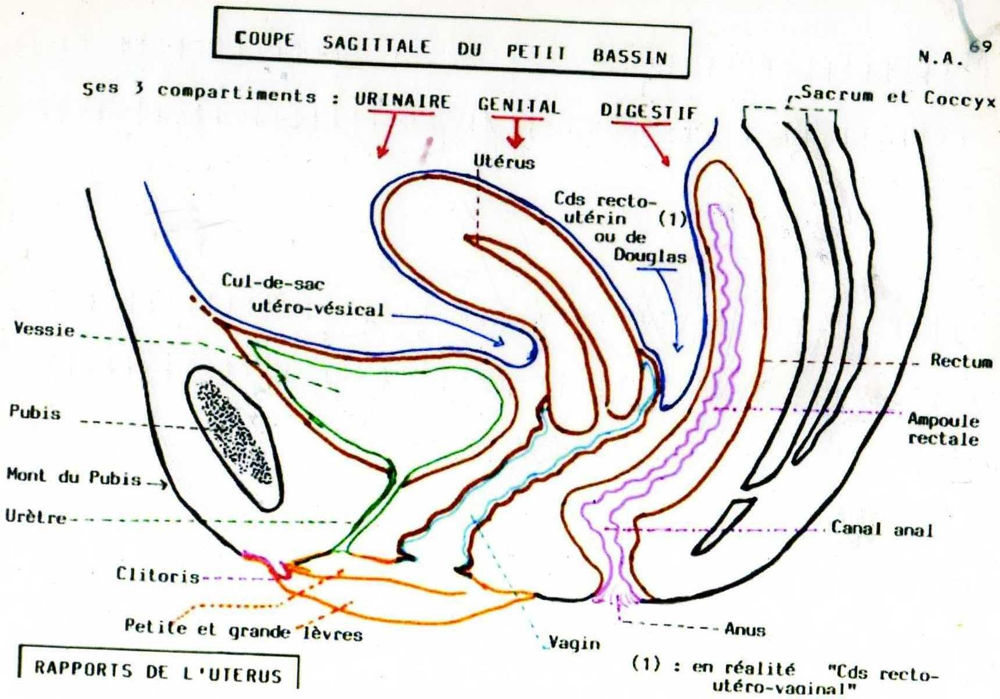 COUPE SAGITTALE DU PETIT BASSIN
N.A. 69
Ses 3 compartiments : URINAIRE GENITAL DIGESTIF
Sacrum et Coccyx
Utérus
Cds recto-
utérin (1)
ou de
Douglas
Cul-de-sac
utéro-vésical
Vessie
Rectum
Pubis
Ampoule
rectale
Mont du Pubis
Urètre
Canal anal
Clitoris
Petite et grande lèvres
Anus
Vagin
(1) : en réalité "Cds recto-
utéro-vaginal"
RAPPORTS DE L'UTERUS